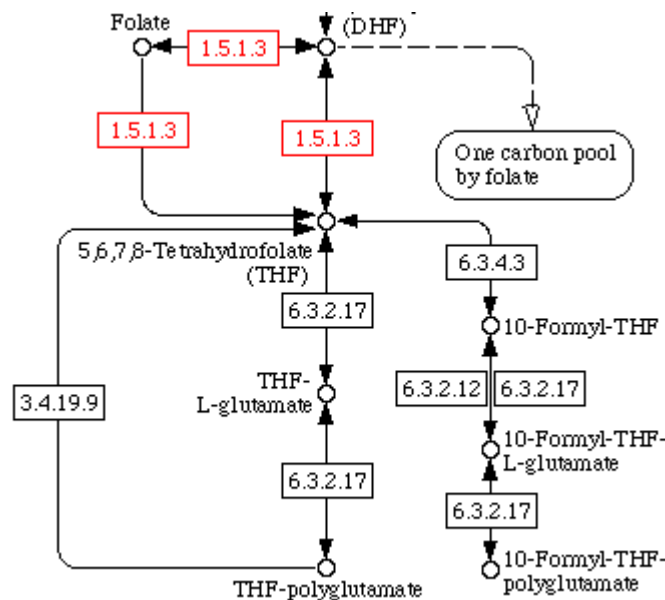 Folate
1.5.1.3
(DHF)
1.5.1.3
1.5.1.3
One carbon pool
by folate
5,6,7,8-Tetrahydrofolate
(THF)
6.3.4.3
6.3.2.17
10-Formyl-THF
THF-
L-glutamate
3.4.19.9
6.3.2.12
6.3.2.17
10-Formyl-THF-
L-glutamate
6.3.2.17
6.3.2.17
THF-polyglutamate
10-Formyl-THF-
polyglutamate